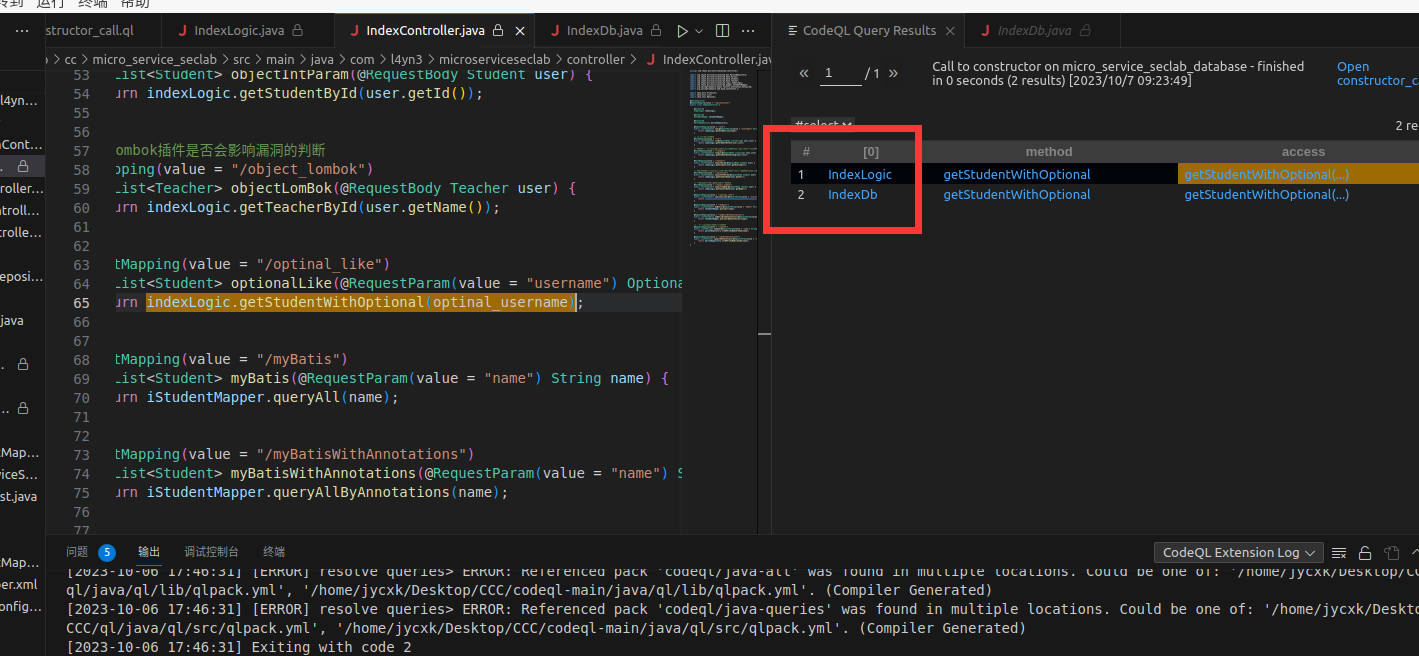 转到 运行 终端 帮助
structor_call.ql
IndexLogic.java
IndexController.java
IndexDb.java
CodeQL Query Results
IndexDb.java
cc > micro_service_seclab > src > main > java > com > l4yn3 > microserviceseclab > controller > IndexController.java
53 List<Student> objectIntParam(@RequestBody Student user) {
54 urn indexLogic.getStudentById(user.getId());
55
56
57 ombok插件是否会影响漏洞的判断
58 pping(value = "/object_lombok")
59 List<Teacher> objectLomBok(@RequestBody Teacher user) {
60 urn indexLogic.getTeacherById(user.getName());
61
62
63 tMapping(value = "/optinal_like")
64 List<Student> optionalLike(@RequestParam(value = "username") Optiona
65 urn indexLogic.getStudentWithOptional(optinal_username);
66
67
68 tMapping(value = "/myBatis")
69 List<Student> myBatis(@RequestParam(value = "name") String name) {
70 urn iStudentMapper.queryAll(name);
71
72
73 tMapping(value = "/myBatisWithAnnotations")
74 List<Student> myBatisWithAnnotations(@RequestParam(value = "name") S
75 urn iStudentMapper.queryAllByAnnotations(name);
76
77
l4yn...
Cont...
roller...
ntroll...
trolle...
eposi...
java
Map...
viceS...
st.java
Map...
per.xml
onfig...
« 1 / 1 »
Call to constructor on micro_service_seclab_database - finished
in 0 seconds (2 results) [2023/10/7 09:23:49]
Open
constructor_ca
#select
2 re
# [0] method access
1 IndexLogic getStudentWithOptional getStudentWithOptional(...)
2 IndexDb getStudentWithOptional getStudentWithOptional(...)
问题 5 输出 调试控制台 终端
CodeQL Extension Log
[2023-10-06 17:46:31] [ERROR] resolve queries> ERROR: Referenced pack 'codeql/java-all' was found in multiple locations. Could be one of: '/home/jycxk/Desktop/CC
ql/java/ql/lib/qlpack.yml', '/home/jycxk/Desktop/CCC/codeql-main/java/ql/lib/qlpack.yml'. (Compiler Generated)
[2023-10-06 17:46:31] [ERROR] resolve queries> ERROR: Referenced pack 'codeql/java-queries' was found in multiple locations. Could be one of: '/home/jycxk/Deskto
CCC/ql/java/ql/src/qlpack.yml', '/home/jycxk/Desktop/CCC/codeql-main/java/ql/src/qlpack.yml'. (Compiler Generated)
[2023-10-06 17:46:31] Exiting with code 2